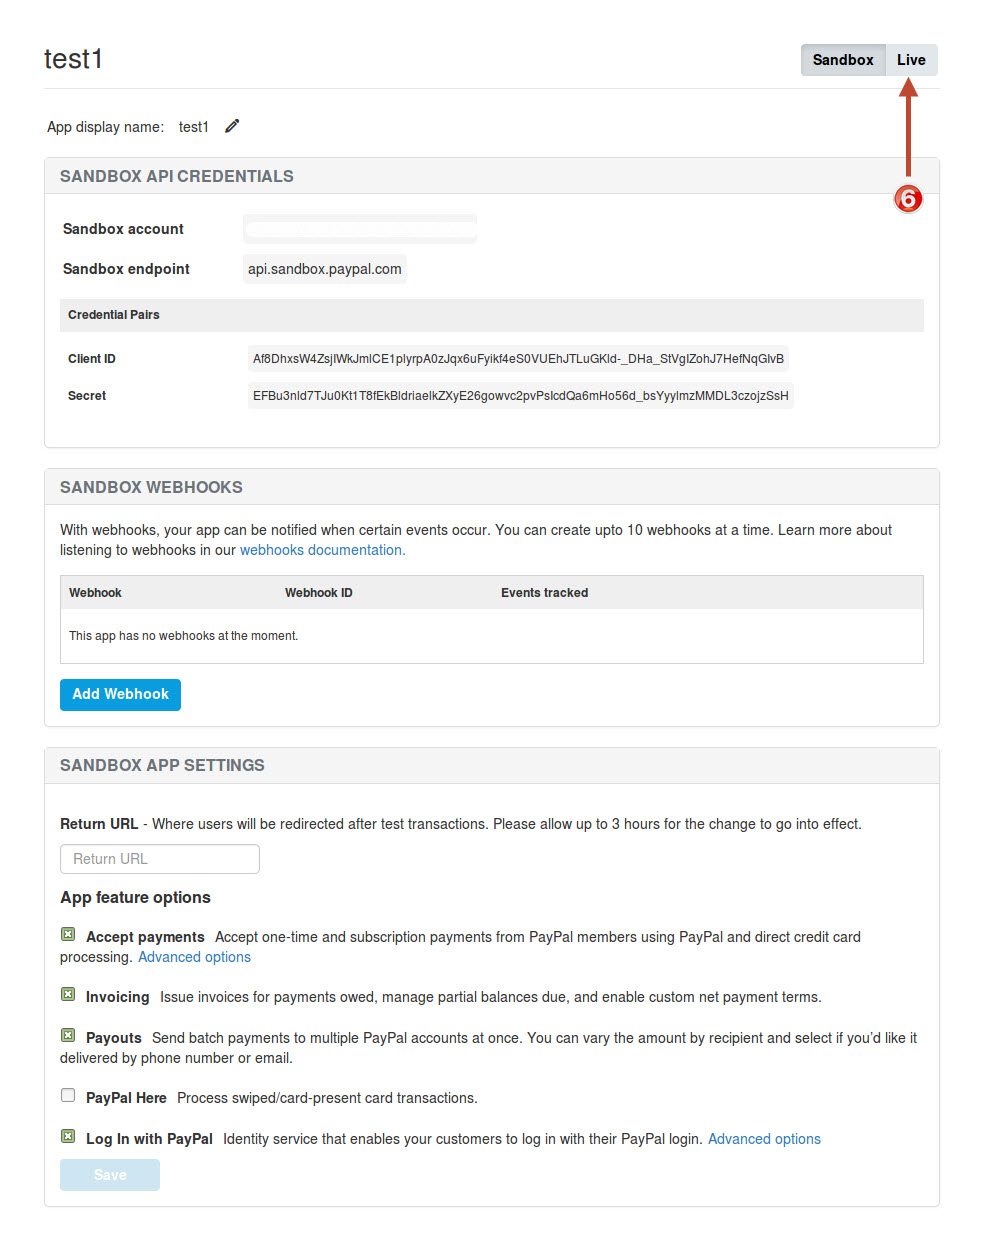 test1
Sandbox Live
App display name: test1
6
SANDBOX API CREDENTIALS
Sandbox account
Sandbox endpoint api.sandbox.paypal.com
Credential Pairs
Client ID Af8DhxsW4ZsjIWkJmlCE1plyrpA0zJqx6uFyikf4eS0VUEhJTLuGKld-_DHa_StVgIZohJ7HefNqGIvB
Secret EFBu3nId7TJu0Kt1T8fEkBldriaelkZXyE26gowvc2pvPslcdQa6mHo56d_bsYyylmzMMDL3czojzSsH
SANDBOX WEBHOOKS
With webhooks, your app can be notified when certain events occur. You can create upto 10 webhooks at a time. Learn more about
listening to webhooks in our webhooks documentation.
Webhook Webhook ID Events tracked
This app has no webhooks at the moment.
Add Webhook
SANDBOX APP SETTINGS
Return URL - Where users will be redirected after test transactions. Please allow up to 3 hours for the change to go into effect.
Return URL
App feature options
Accept payments Accept one-time and subscription payments from PayPal members using PayPal and direct credit card
processing. Advanced options
Invoicing Issue invoices for payments owed, manage partial balances due, and enable custom net payment terms.
Payouts Send batch payments to multiple PayPal accounts at once. You can vary the amount by recipient and select if you'd like it
delivered by phone number or email.
PayPal Here Process swiped/card-present card transactions.
Log In with PayPal Identity service that enables your customers to log in with their PayPal login. Advanced options
Save